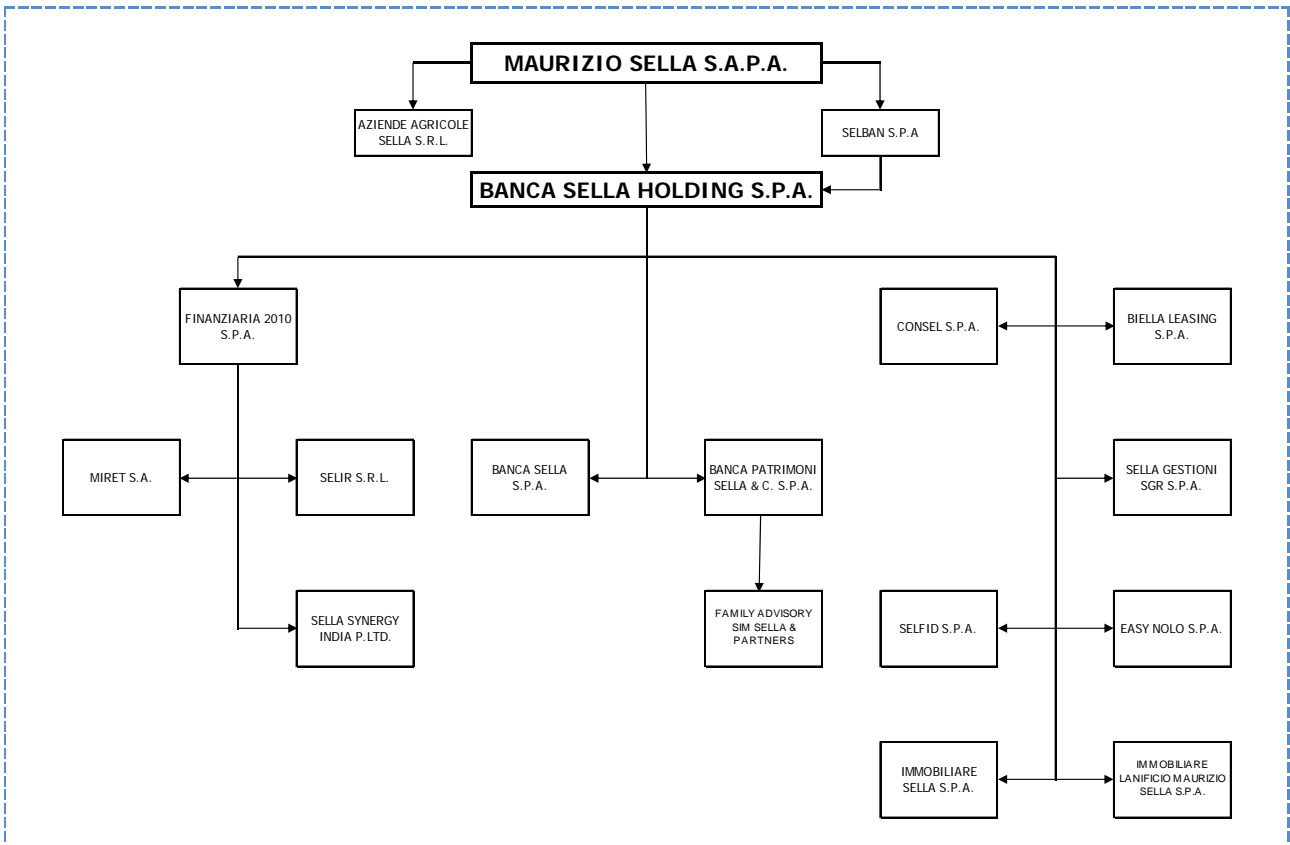 MAURIZIO SELLA S.A.P.A.
AZIENDE AGRICOLE
SELLA S.R.L.
SELBAN S.P.A
BANCA SELLA HOLDING S.P.A.
FINANZIARIA 2010
S.P.A.
CONSEL S.P.A.
BIELLA LEASING
S.P.A.
MIRET S.A.
SELIR S.R.L.
BANCA SELLA
S.P.A.
BANCA PATRIMONI
SELLA & C. S.P.A.
SELLA GESTIONI
SGR S.P.A.
SELLA SYNERGY
INDIA P.LTD.
FAMILY ADVISORY
SIM SELLA &
PARTNERS
SELFID S.P.A.
EASY NOLO S.P.A.
IMMOBILIARE
SELLA S.P.A.
IMMOBILIARE
LANIFICIO MAURIZIO
SELLA S.P.A.